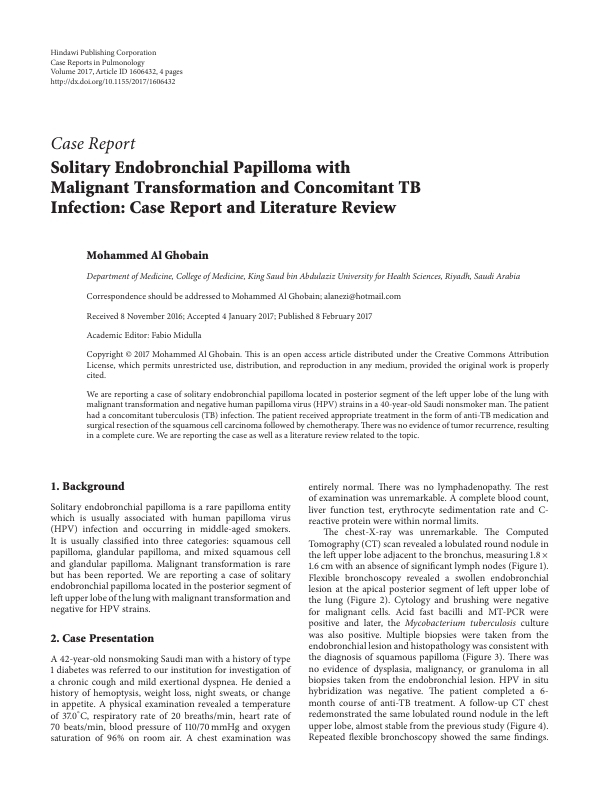 Hindawi Publishing Corporation
Case Reports in Pulmonology
Volume 2017, Article ID 1606432, 4 pages
http://dx.doi.org/10.1155/2017/1606432
Case Report
Solitary Endobronchial Papilloma with
Malignant Transformation and Concomitant TB
Infection: Case Report and Literature Review
Mohammed Al Ghobain
Department of Medicine, College of Medicine, King Saud bin Abdulaziz University for Health Sciences, Riyadh, Saudi Arabia
Correspondence should be addressed to Mohammed Al Ghobain; alanezi@hotmail.com
Received 8 November 2016; Accepted 4 January 2017; Published 8 February 2017
Academic Editor: Fabio Midulla
Copyright © 2017 Mohammed Al Ghobain. This is an open access article distributed under the Creative Commons Attribution
License, which permits unrestricted use, distribution, and reproduction in any medium, provided the original work is properly
cited.
We are reporting a case of solitary endobronchial papilloma located in posterior segment of the left upper lobe of the lung with
malignant transformation and negative human papilloma virus (HPV) strains in a 40-year-old Saudi nonsmoker man. The patient
had a concomitant tuberculosis (TB) infection. The patient received appropriate treatment in the form of anti-TB medication and
surgical resection of the squamous cell carcinoma followed by chemotherapy. There was no evidence of tumor recurrence, resulting
in a complete cure. We are reporting the case as well as a literature review related to the topic.
1. Background
Solitary endobronchial papilloma is a rare papilloma entity
which is usually associated with human papilloma virus
(HPV) infection and occurring in middle-aged smokers.
It is usually classified into three categories: squamous cell
papilloma, glandular papilloma, and mixed squamous cell
and glandular papilloma. Malignant transformation is rare
but has been reported. We are reporting a case of solitary
endobronchial papilloma located in the posterior segment of
left upper lobe of the lung with malignant transformation and
negative for HPV strains.
2. Case Presentation
A 42-year-old nonsmoking Saudi man with a history of type
1 diabetes was referred to our institution for investigation of
a chronic cough and mild exertional dyspnea. He denied a
history of hemoptysis, weight loss, night sweats, or change
in appetite. A physical examination revealed a temperature
of 37.0°C, respiratory rate of 20 breaths/min, heart rate of
70 beats/min, blood pressure of 110/70 mmHg and oxygen
saturation of 96% on room air. A chest examination was
entirely normal. There was no lymphadenopathy. The rest
of examination was unremarkable. A complete blood count,
liver function test, erythrocyte sedimentation rate and C-
reactive protein were within normal limits.
The chest-X-ray was unremarkable. The Computed
Tomography (CT) scan revealed a lobulated round nodule in
the left upper lobe adjacent to the bronchus, measuring 1.8 ×
1.6 cm with an absence of significant lymph nodes (Figure 1).
Flexible bronchoscopy revealed a swollen endobronchial
lesion at the apical posterior segment of left upper lobe of
the lung (Figure 2). Cytology and brushing were negative
for malignant cells. Acid fast bacilli and MT-PCR were
positive and later, the Mycobacterium tuberculosis culture
was also positive. Multiple biopsies were taken from the
endobronchial lesion and histopathology was consistent with
the diagnosis of squamous papilloma (Figure 3). There was
no evidence of dysplasia, malignancy, or granuloma in all
biopsies taken from the endobronchial lesion. HPV in situ
hybridization was negative. The patient completed a 6-
month course of anti-TB treatment. A follow-up CT chest
redemonstrated the same lobulated round nodule in the left
upper lobe, almost stable from the previous study (Figure 4).
Repeated flexible bronchoscopy showed the same findings.